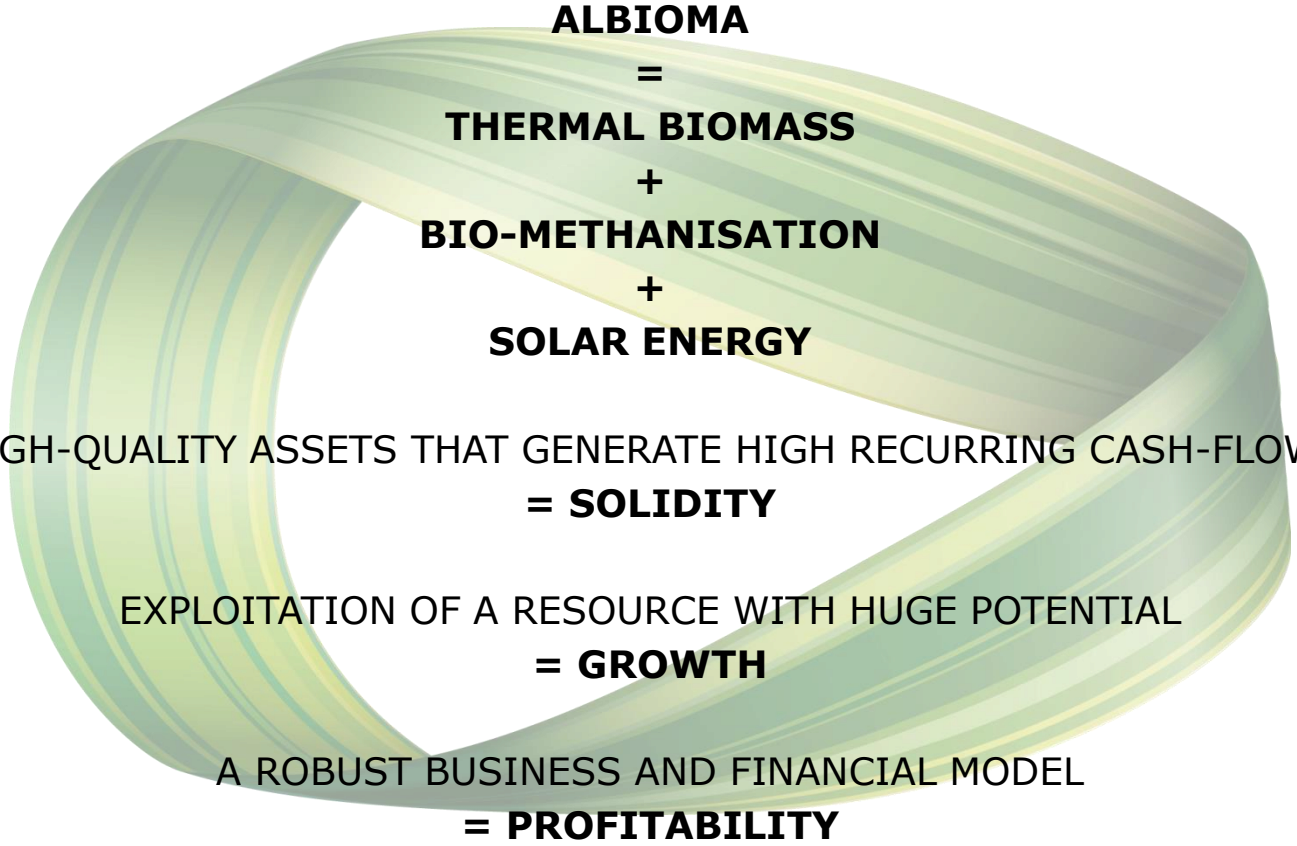 ALBIOMA
=
THERMAL BIOMASS
+
BIO-METHANISATION
+
SOLAR ENERGY
GH-QUALITY ASSETS THAT GENERATE HIGH RECURRING CASH-FLOW
= SOLIDITY
EXPLOITATION OF A RESOURCE WITH HUGE POTENTIAL
= GROWTH
A ROBUST BUSINESS AND FINANCIAL MODEL
= PROFITABILITY